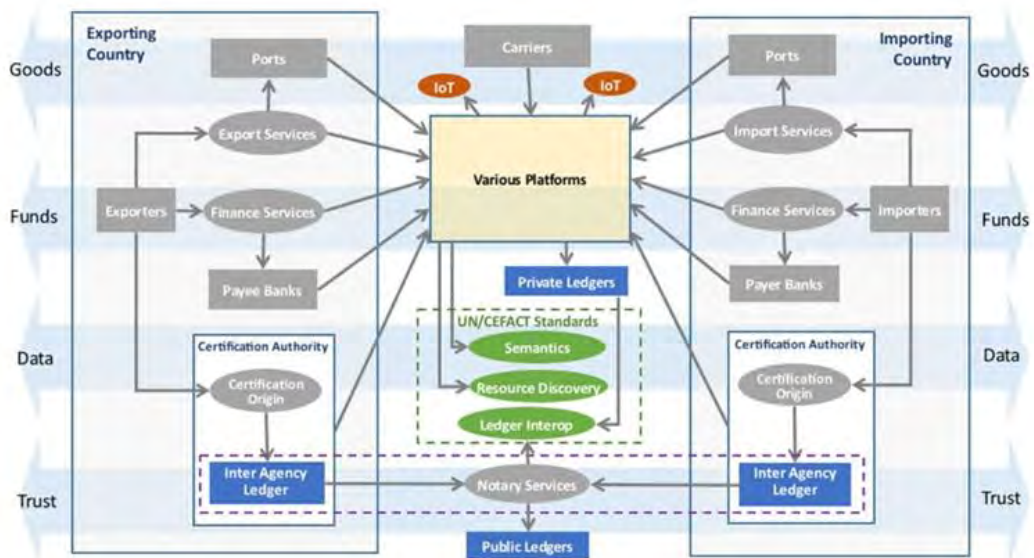 Exporting
Country
Importing
Country
Goods
Ports
Carriers
Ports
Goods
IoT
IoT
Export Services
Import Services
Various Platforms
Funds
Exporters
Finance Services
Finance Services
Importers
Funds
Payee Banks
Private Ledgers
Payer Banks
UN/CEFACT Standards
Data
Certification Authority
Semantics
Certification Authority
Data
Certification
Origin
Resource Discovery
Certification
Origin
Ledger Interop
Trust
Inter Agency
Ledger
Notary Services
Inter Agency
Ledger
Trust
Public Ledgers